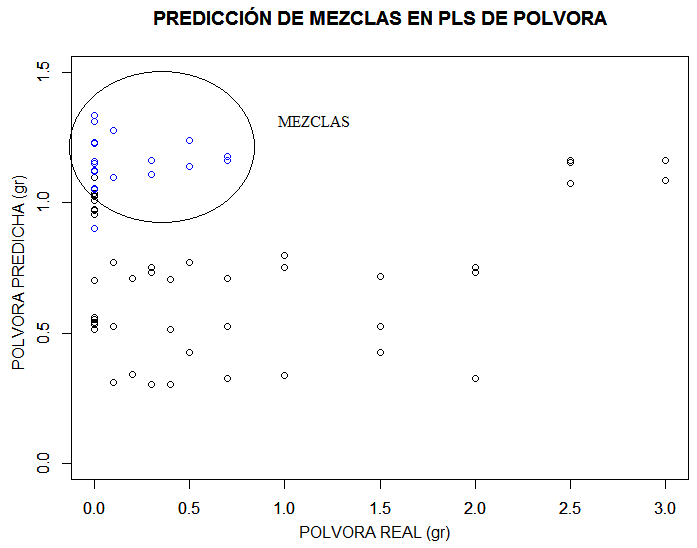 PREDICCIÓN DE MEZCLAS EN PLS DE POLVORA
MEZCLAS
POLVORA PREDICHA (gr)
1.5
1.0
0.5
0.0
0.0 0.5 1.0 1.5 2.0 2.5 3.0
POLVORA REAL (gr)